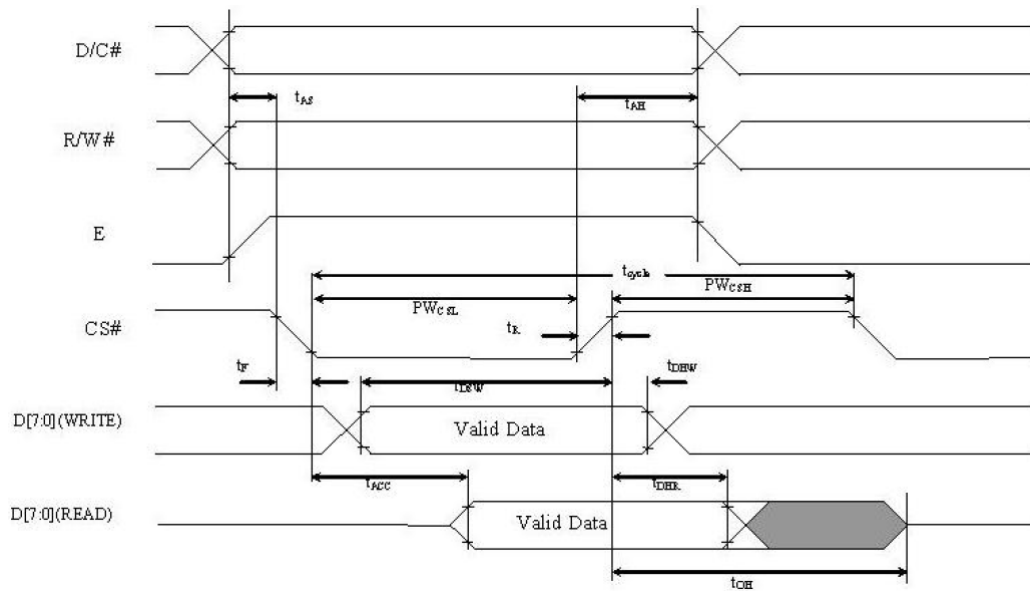 D/C#
tAS
tAH
R/W#
E
tcycle
PWCSL
PWCSH
CS#
tR
tF
tDSW
tDHW
D[7:0](WRITE)
Valid Data
tACC
tDHR
D[7:0](READ)
Valid Data
tOH